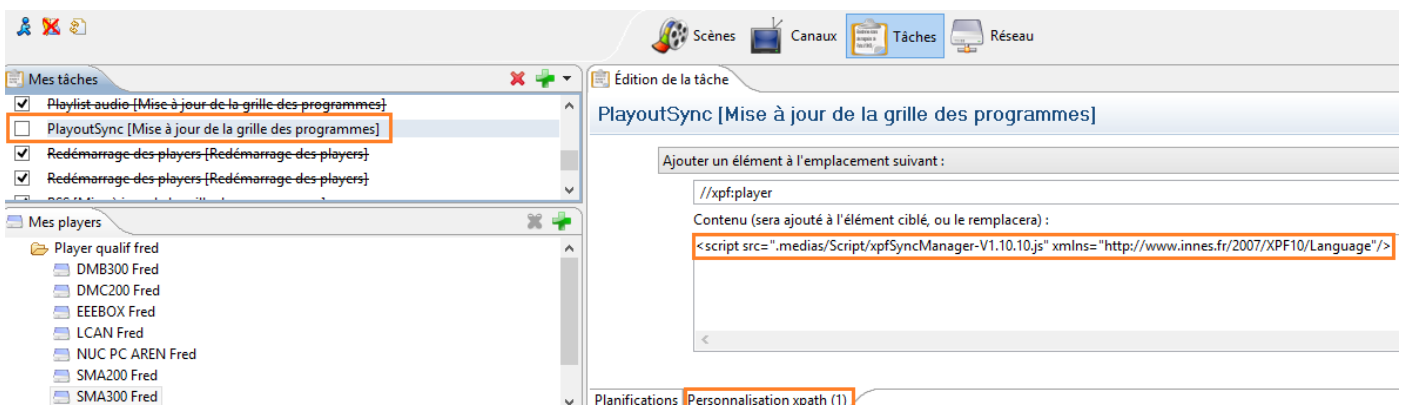 Scènes Canaux Tâches Réseau
Mes tâches
Playlist audio [Mise à jour de la grille des programmes]
PlayoutSync [Mise à jour de la grille des programmes]
Redémarrage des players [Redémarrage des players]
Redémarrage des players [Redémarrage des players]
Mes players
Player qualif fred
DMB300 Fred
DMC200 Fred
EEEBOX Fred
LCAN Fred
NUC PC AREN Fred
SMA200 Fred
SMA300 Fred
Édition de la tâche
PlayoutSync [Mise à jour de la grille des programmes]
Ajouter un élément à l'emplacement suivant :
//xpf:player
Contenu (sera ajouté à l'élément ciblé, ou le remplacera) :
<script src=".medias/Script/xpfSyncManager-V1.10.10.js" xmlns="http://www.innes.fr/2007/XPF10/Language"/>
Planifications Personnalisation xpath (1)